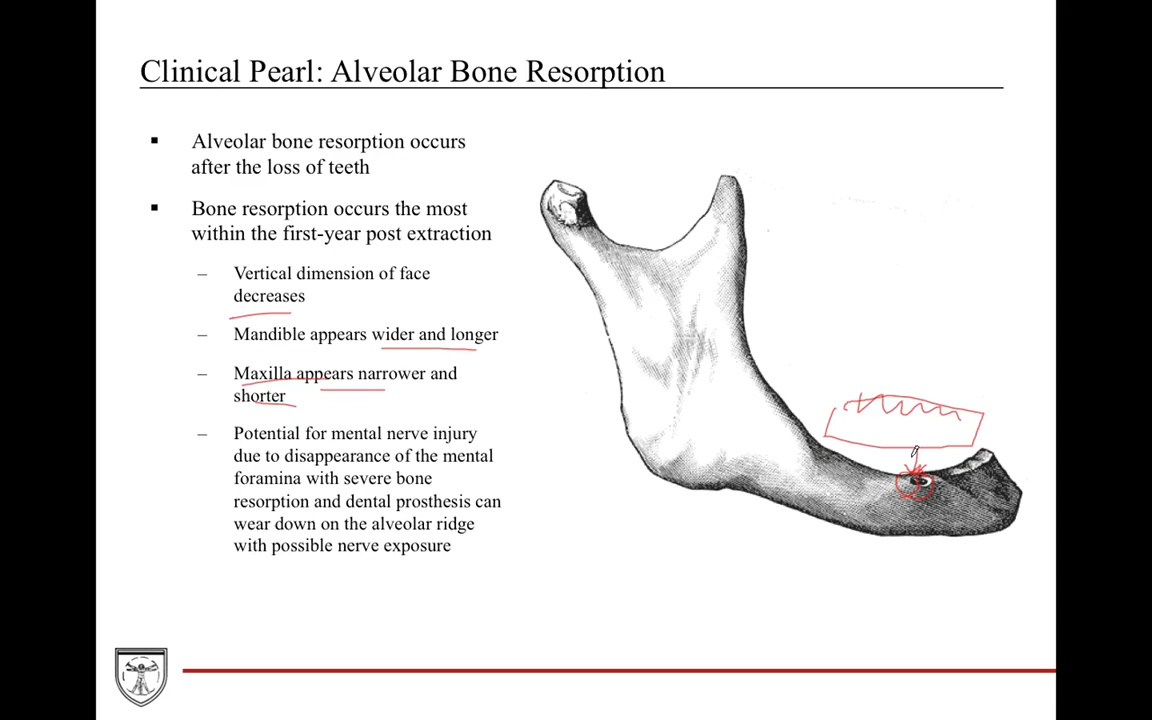 Clinical Pearl: Alveolar Bone Resorption
▪ Alveolar bone resorption occurs
after the loss of teeth
▪ Bone resorption occurs the most
within the first-year post extraction
– Vertical dimension of face
decreases
– Mandible appears wider and longer
– Maxilla appears narrower and
shorter
– Potential for mental nerve injury
due to disappearance of the mental
foramina with severe bone
resorption and dental prosthesis can
wear down on the alveolar ridge
with possible nerve exposure